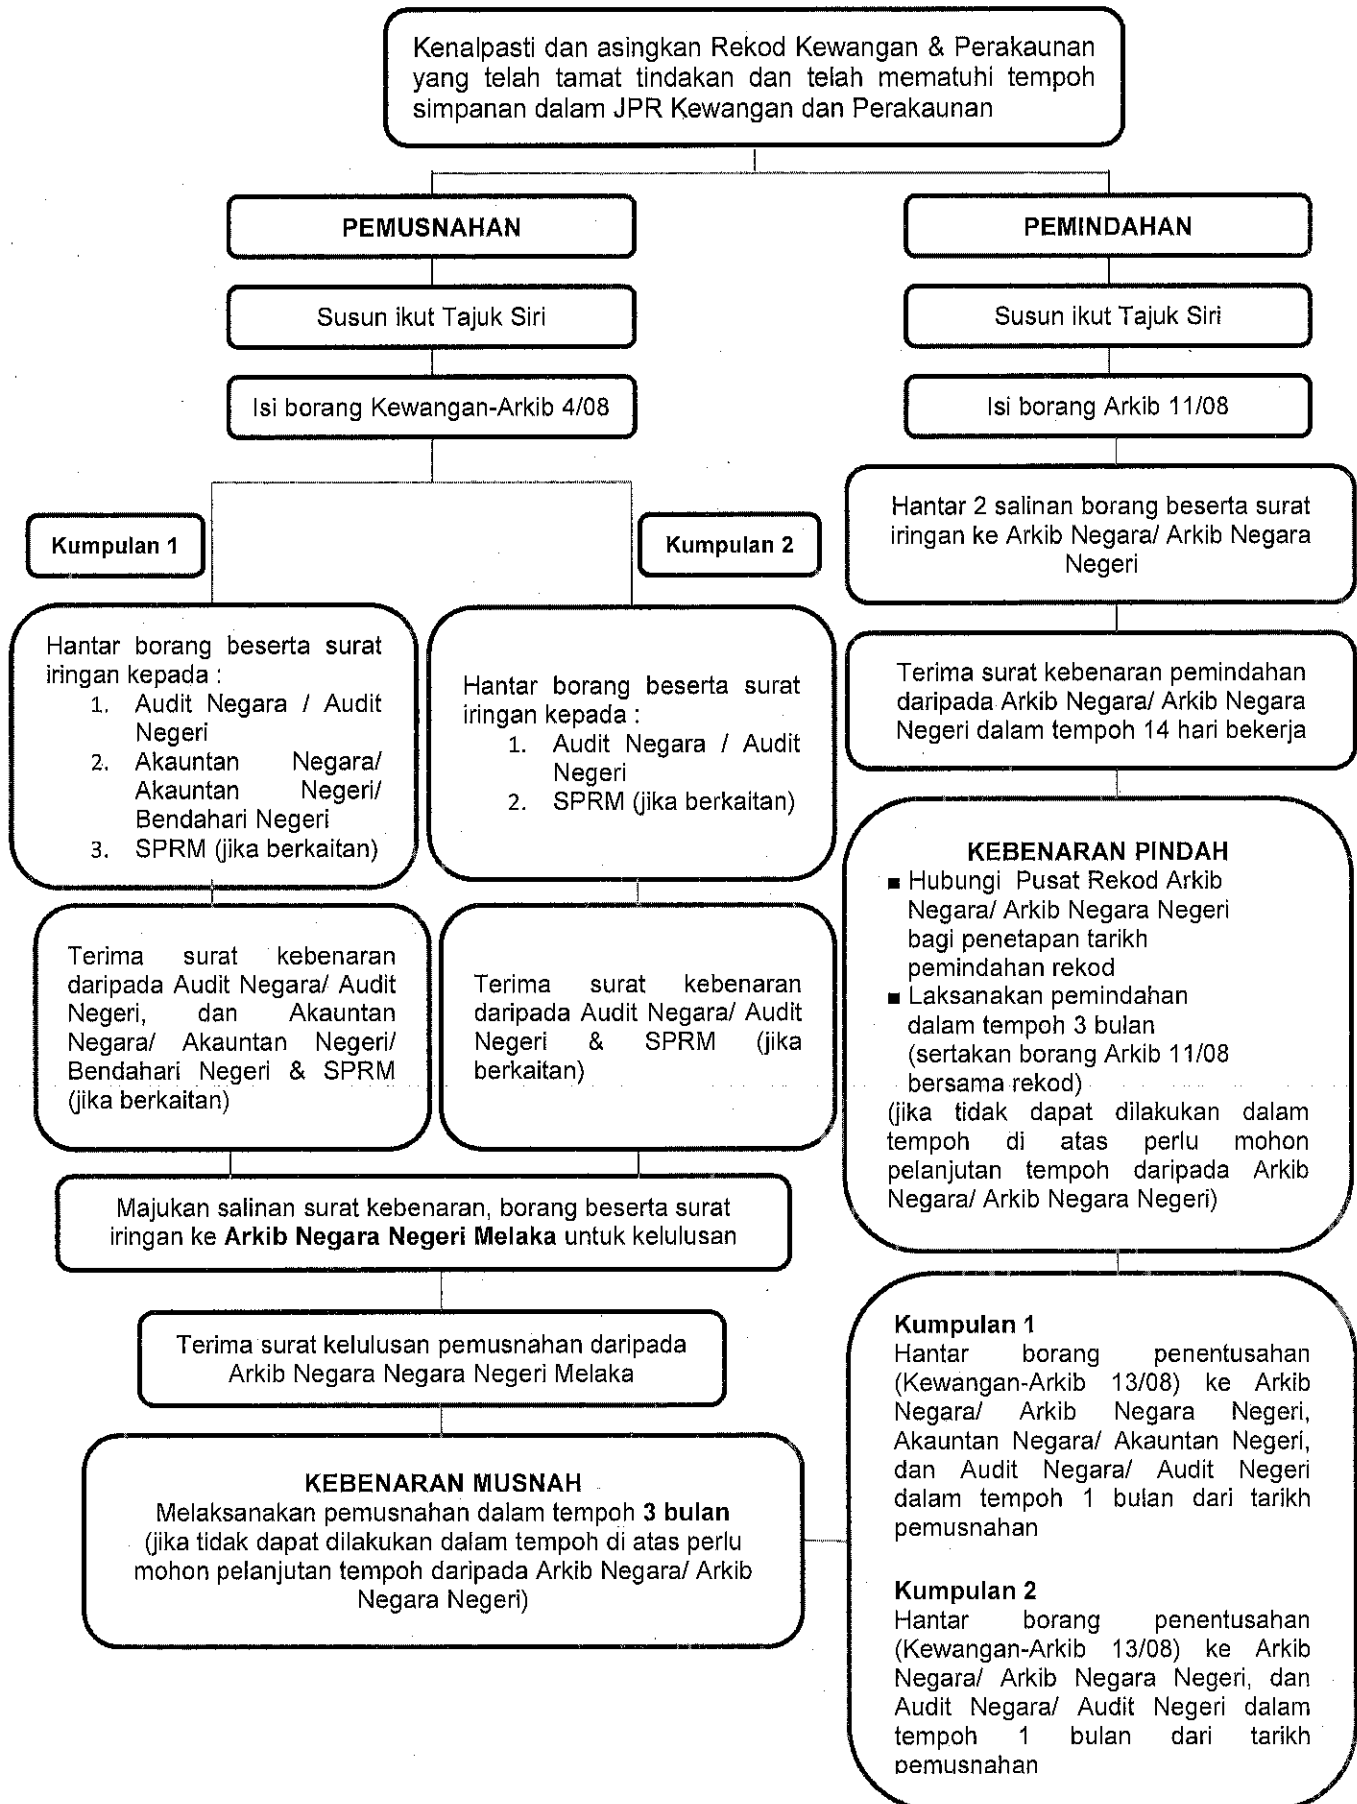 Kenalpasti dan asingkan Rekod Kewangan & Perakaunan
yang telah tamat tindakan dan telah mematuhi tempoh
simpanan dalam JPR Kewangan dan Perakaunan
PEMUSNAHAN
Susun ikut Tajuk Siri
Isi borang Kewangan-Arkib 4/08
Kumpulan 1
Hantar borang beserta surat
iringan kepada :
1. Audit Negara / Audit
Negeri
2. Akauntan Negara/
Akauntan Negeri/
Bendahari Negeri
3. SPRM (jika berkaitan)
Terima surat kebenaran
daripada Audit Negara/ Audit
Negeri, dan Akauntan
Negara/ Akauntan Negeri/
Bendahari Negeri & SPRM
(jika berkaitan)
Kumpulan 2
Hantar borang beserta surat
iringan kepada :
1. Audit Negara / Audit
Negeri
2. SPRM (jika berkaitan)
Terima surat kebenaran
daripada Audit Negara/ Audit
Negeri & SPRM (jika
berkaitan)
Majukan salinan surat kebenaran, borang beserta surat
iringan ke Arkib Negara Negeri Melaka untuk kelulusan
Terima surat kelulusan pemusnahan daripada
Arkib Negara Negara Negeri Melaka
KEBENARAN MUSNAH
Melaksanakan pemusnahan dalam tempoh 3 bulan
(jika tidak dapat dilakukan dalam tempoh di atas perlu
mohon pelanjutan tempoh daripada Arkib Negara/ Arkib
Negara Negeri)
PEMINDAHAN
Susun ikut Tajuk Siri
Isi borang Arkib 11/08
Hantar 2 salinan borang beserta surat
iringan ke Arkib Negara/ Arkib Negara
Negeri
Terima surat kebenaran pemindahan
daripada Arkib Negara/ Arkib Negara
Negeri dalam tempoh 14 hari bekerja
KEBENARAN PINDAH
■ Hubungi Pusat Rekod Arkib
Negara/ Arkib Negara Negeri
bagi penetapan tarikh
pemindahan rekod
■ Laksanakan pemindahan
dalam tempoh 3 bulan
(sertakan borang Arkib 11/08
bersama rekod)
(jika tidak dapat dilakukan dalam
tempoh di atas perlu mohon
pelanjutan tempoh daripada Arkib
Negara/ Arkib Negara Negeri)
Kumpulan 1
Hantar borang penentusahan
(Kewangan-Arkib 13/08) ke Arkib
Negara/ Arkib Negara Negeri,
Akauntan Negara/ Akauntan Negeri,
dan Audit Negara/ Audit Negeri
dalam tempoh 1 bulan dari tarikh
pemusnahan
Kumpulan 2
Hantar borang penentusahan
(Kewangan-Arkib 13/08) ke Arkib
Negara/ Arkib Negara Negeri, dan
Audit Negara/ Audit Negeri dalam
tempoh 1 bulan dari tarikh
pemusnahan